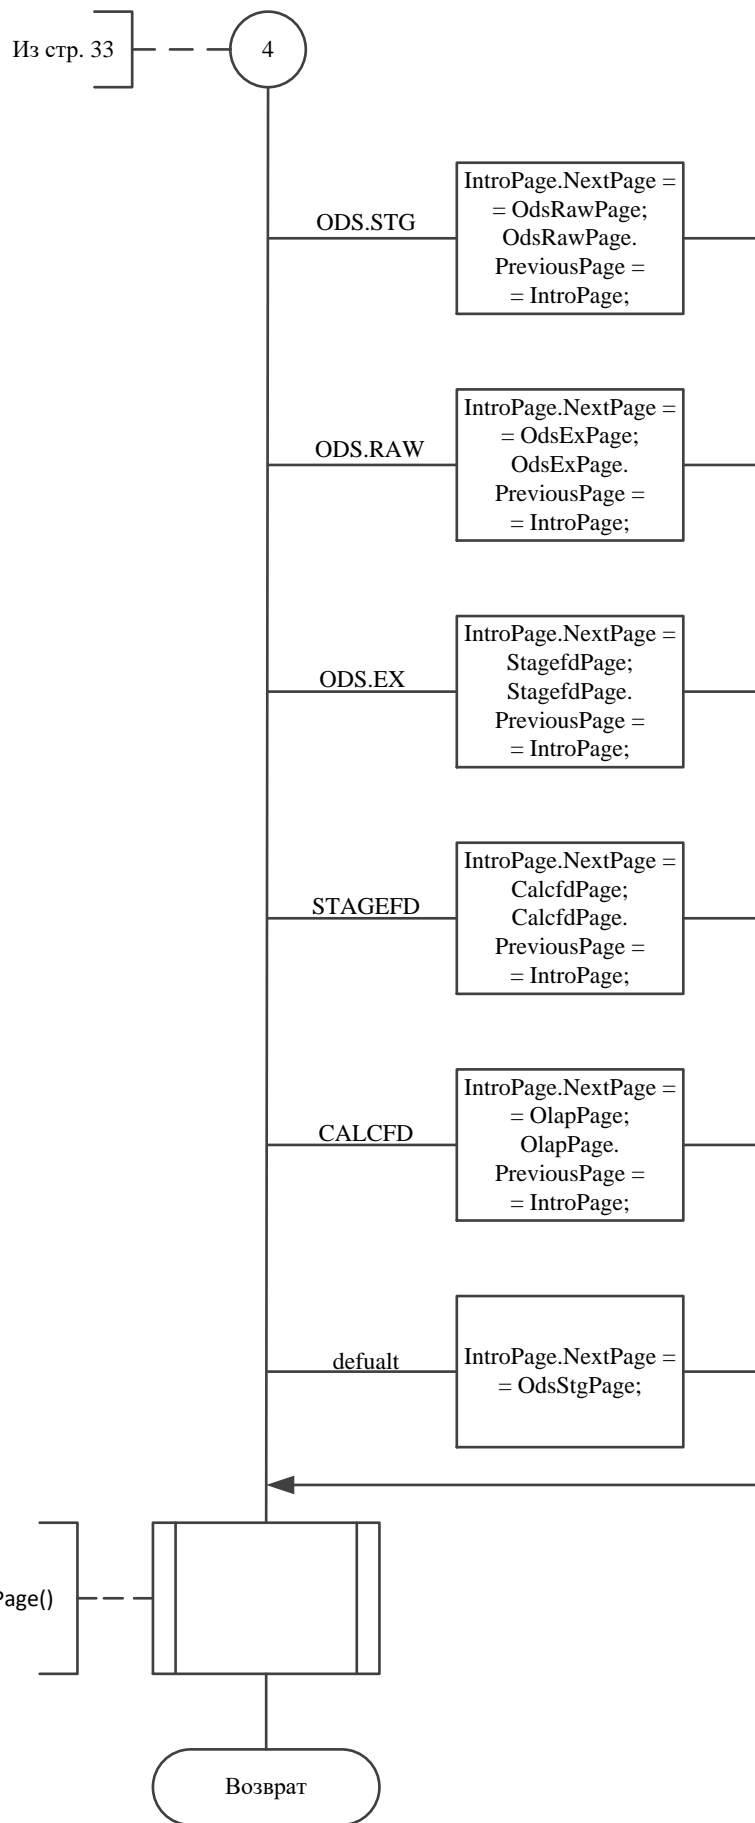 Из стр. 33
4
ODS.STG
IntroPage.NextPage =
= OdsRawPage;
OdsRawPage.
PreviousPage =
= IntroPage;
ODS.RAW
IntroPage.NextPage =
= OdsExPage;
OdsExPage.
PreviousPage =
= IntroPage;
ODS.EX
IntroPage.NextPage =
StagefdPage;
StagefdPage.
PreviousPage =
= IntroPage;
STAGEFD
IntroPage.NextPage =
CalcfdPage;
CalcfdPage.
PreviousPage =
= IntroPage;
CALCFD
IntroPage.NextPage =
= OlapPage;
OlapPage.
PreviousPage =
= IntroPage;
defualt
IntroPage.NextPage =
= OdsStgPage;
Page()
Возврат